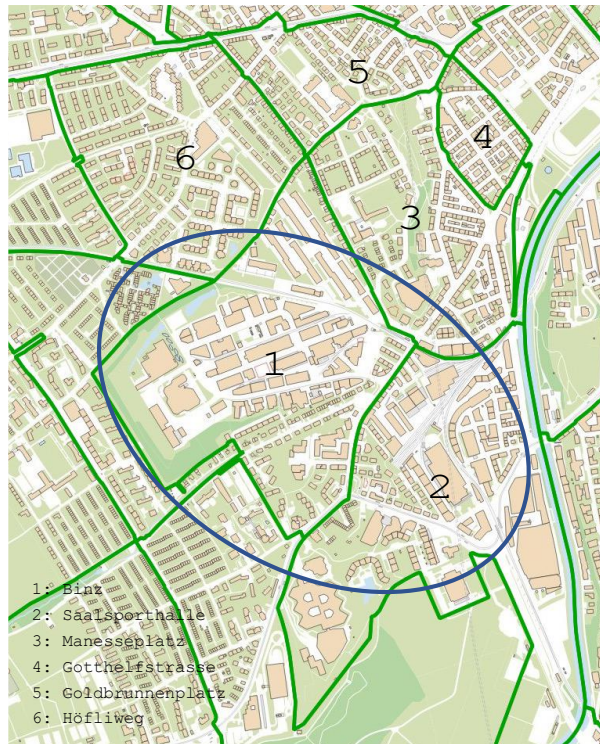 5
4
6
3
1
2
1: Binz
2: Saalsporthalle
3: Manesseplatz
4: Gotthelfstrasse
5: Goldbrunnenplatz
6: Höfliweg